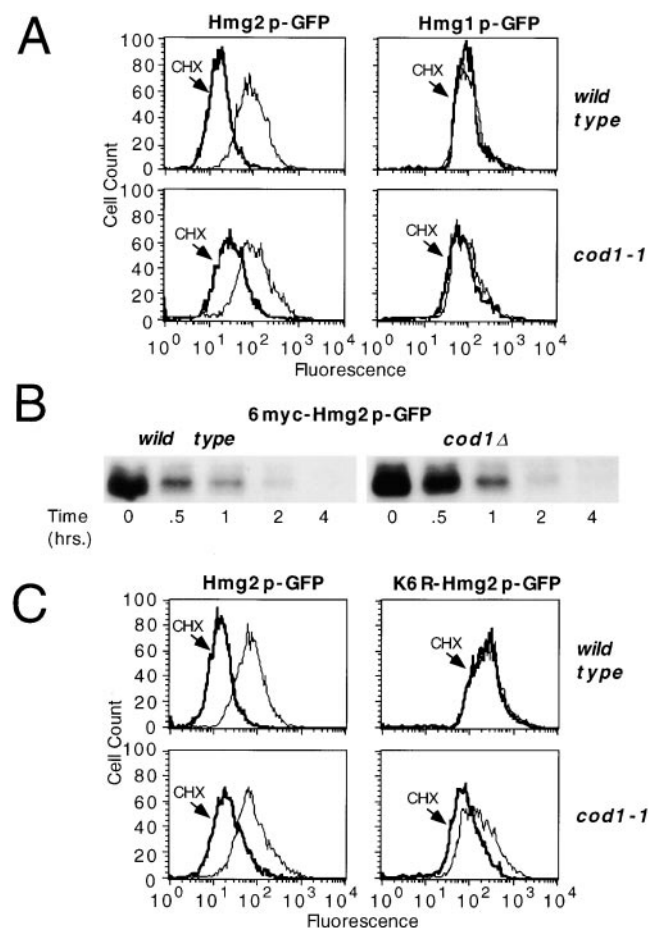 A
Hmg2p-GFP Hmg1p-GFP
100
80
60
40
20
0
CHX
CHX
wild type
Cell Count
100
80
60
40
20
0
CHX
CHX
cod1-1
10^0 10^1 10^2 10^3 10^4 10^0 10^1 10^2 10^3 10^4
Fluorescence
B
6myc-Hmg2p-GFP
wild type cod1Δ
Time (hrs.) 0 .5 1 2 4 0 .5 1 2 4
C
Hmg2p-GFP K6R-Hmg2p-GFP
100
80
60
40
20
0
CHX
CHX
wild type
Cell Count
100
80
60
40
20
0
CHX
CHX
cod1-1
10^0 10^1 10^2 10^3 10^4 10^0 10^1 10^2 10^3 10^4
Fluorescence